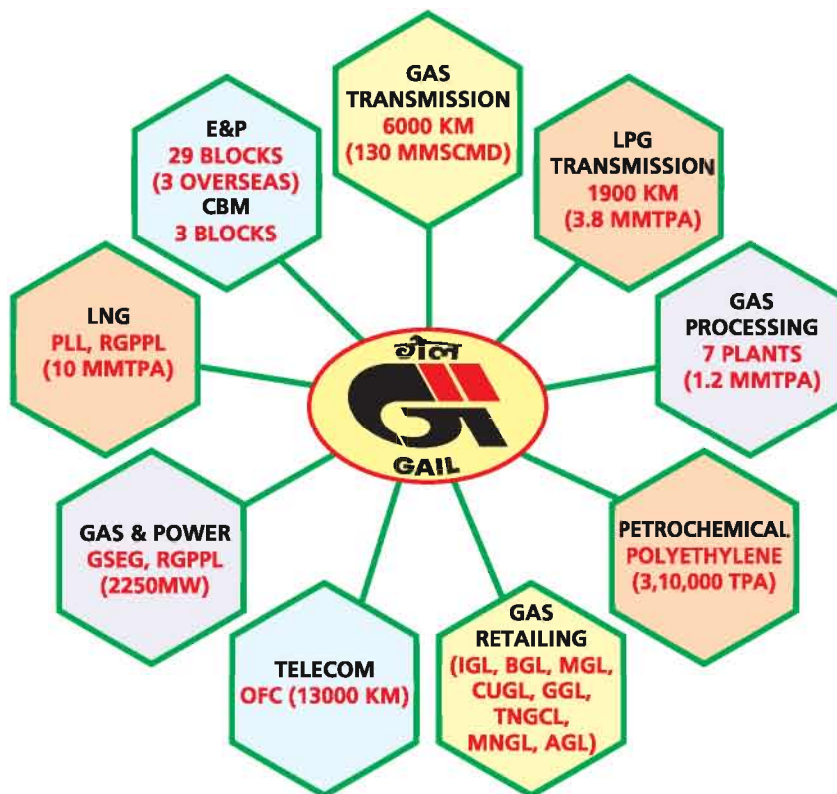 GAS
TRANSMISSION
6000 KM
(130 MMSCMD)
LPG
TRANSMISSION
1900 KM
(3.8 MMTPA)
GAS
PROCESSING
7 PLANTS
(1.2 MMTPA)
PETROCHEMICAL
POLYETHYLENE
(3,10,000 TPA)
GAS
RETAILING
(IGL, BGL, MGL,
CUGL, GGL,
TNGCL,
MNGL, AGL)
TELECOM
OFC (13000 KM)
GAS & POWER
GSEG, RGPPL
(2250MW)
LNG
PLL, RGPPL
(10 MMTPA)
E&P
29 BLOCKS
(3 OVERSEAS)
CBM
3 BLOCKS
गेल
GAIL